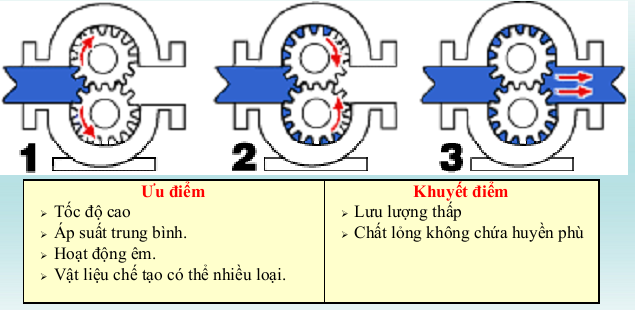 1 2 3
Ưu điểm
➢ Tốc độ cao
➢ Áp suất trung bình.
➢ Hoạt động êm.
➢ Vật liệu chế tạo có thể nhiều loại.
Khuyết điểm
➢ Lưu lượng thấp
➢ Chất lỏng không chứa huyền phù